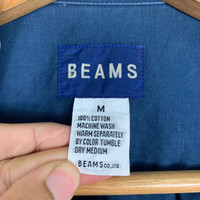 BEAMS
M
100% COTTON
MACHINE WASH
WARM SEPARATELY
BY COLOR TUMBLE
DRY MEDIUM
BEAMS CO.,LTD